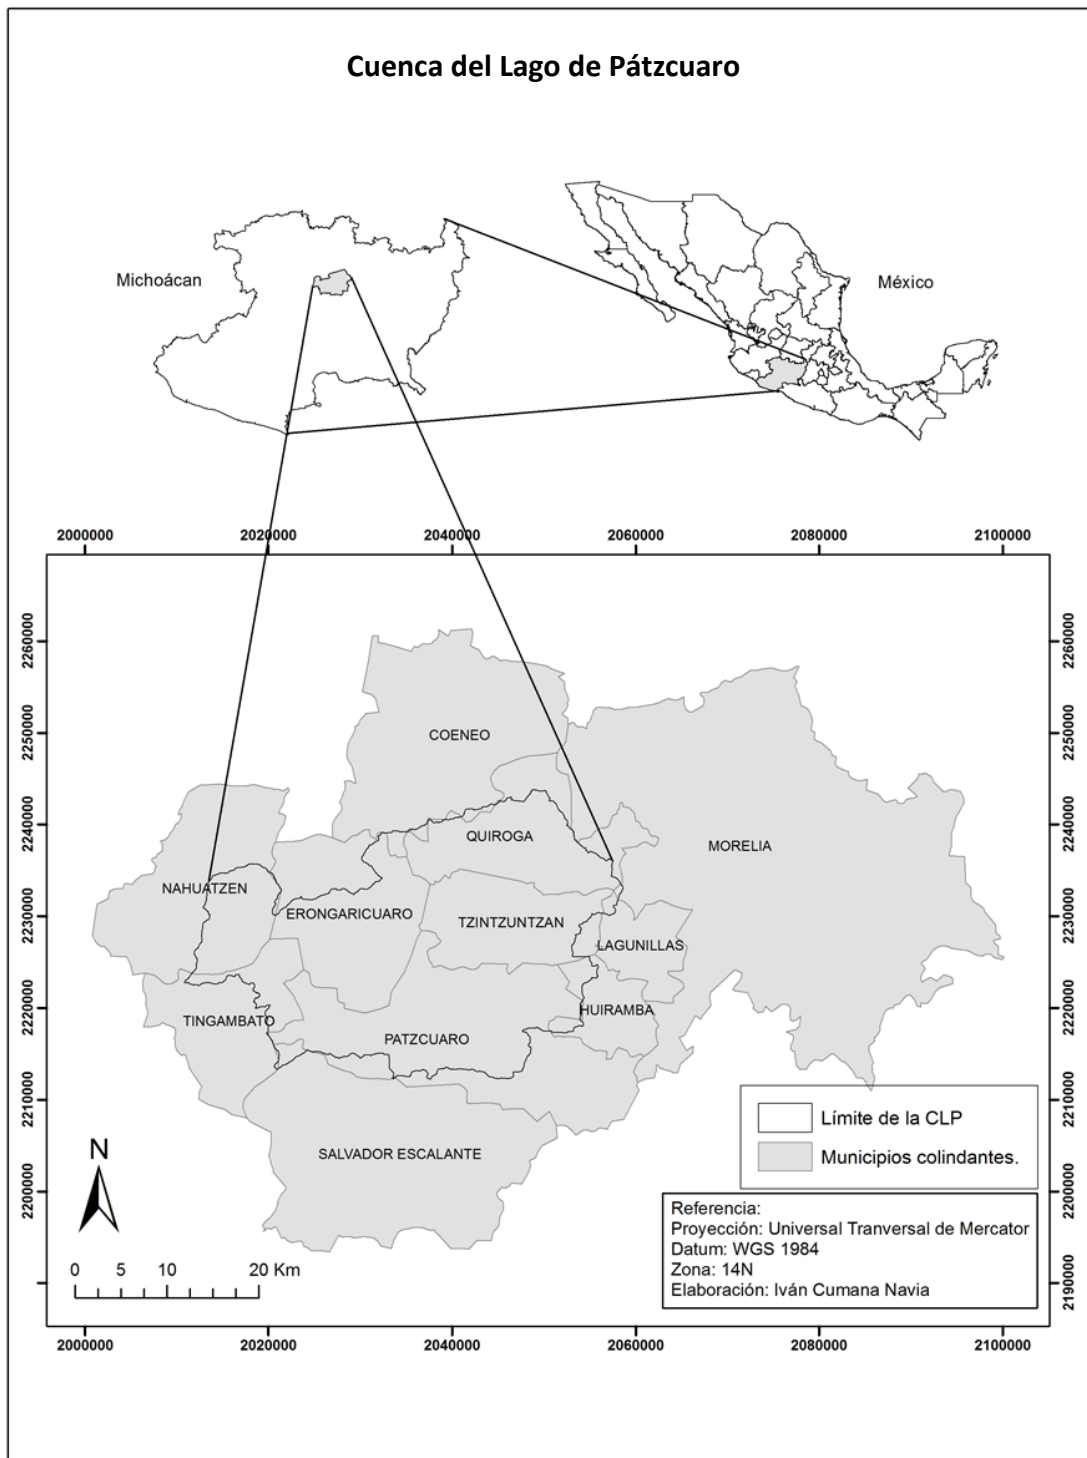 Cuenca del Lago de Pátzcuaro
Michoácan
México
2000000 2020000 2040000 2060000 2080000 2100000
2260000
2250000
2240000
2230000
2220000
2210000
2200000
2260000
2250000
2240000
2230000
2220000
2210000
2200000
2190000
COENEO
QUIROGA
MORELIA
NAHUATZEN
ERONGARICUARO
TZINTZUNTZAN
LAGUNILLAS
TINGAMBATO
HUIRAMBA
PATZCUARO
SALVADOR ESCALANTE
N
0 5 10 20 Km
Límite de la CLP
Municipios colindantes.
Referencia:
Proyección: Universal Tranversal de Mercator
Datum: WGS 1984
Zona: 14N
Elaboración: Iván Cumana Navia
2000000 2020000 2040000 2060000 2080000 2100000